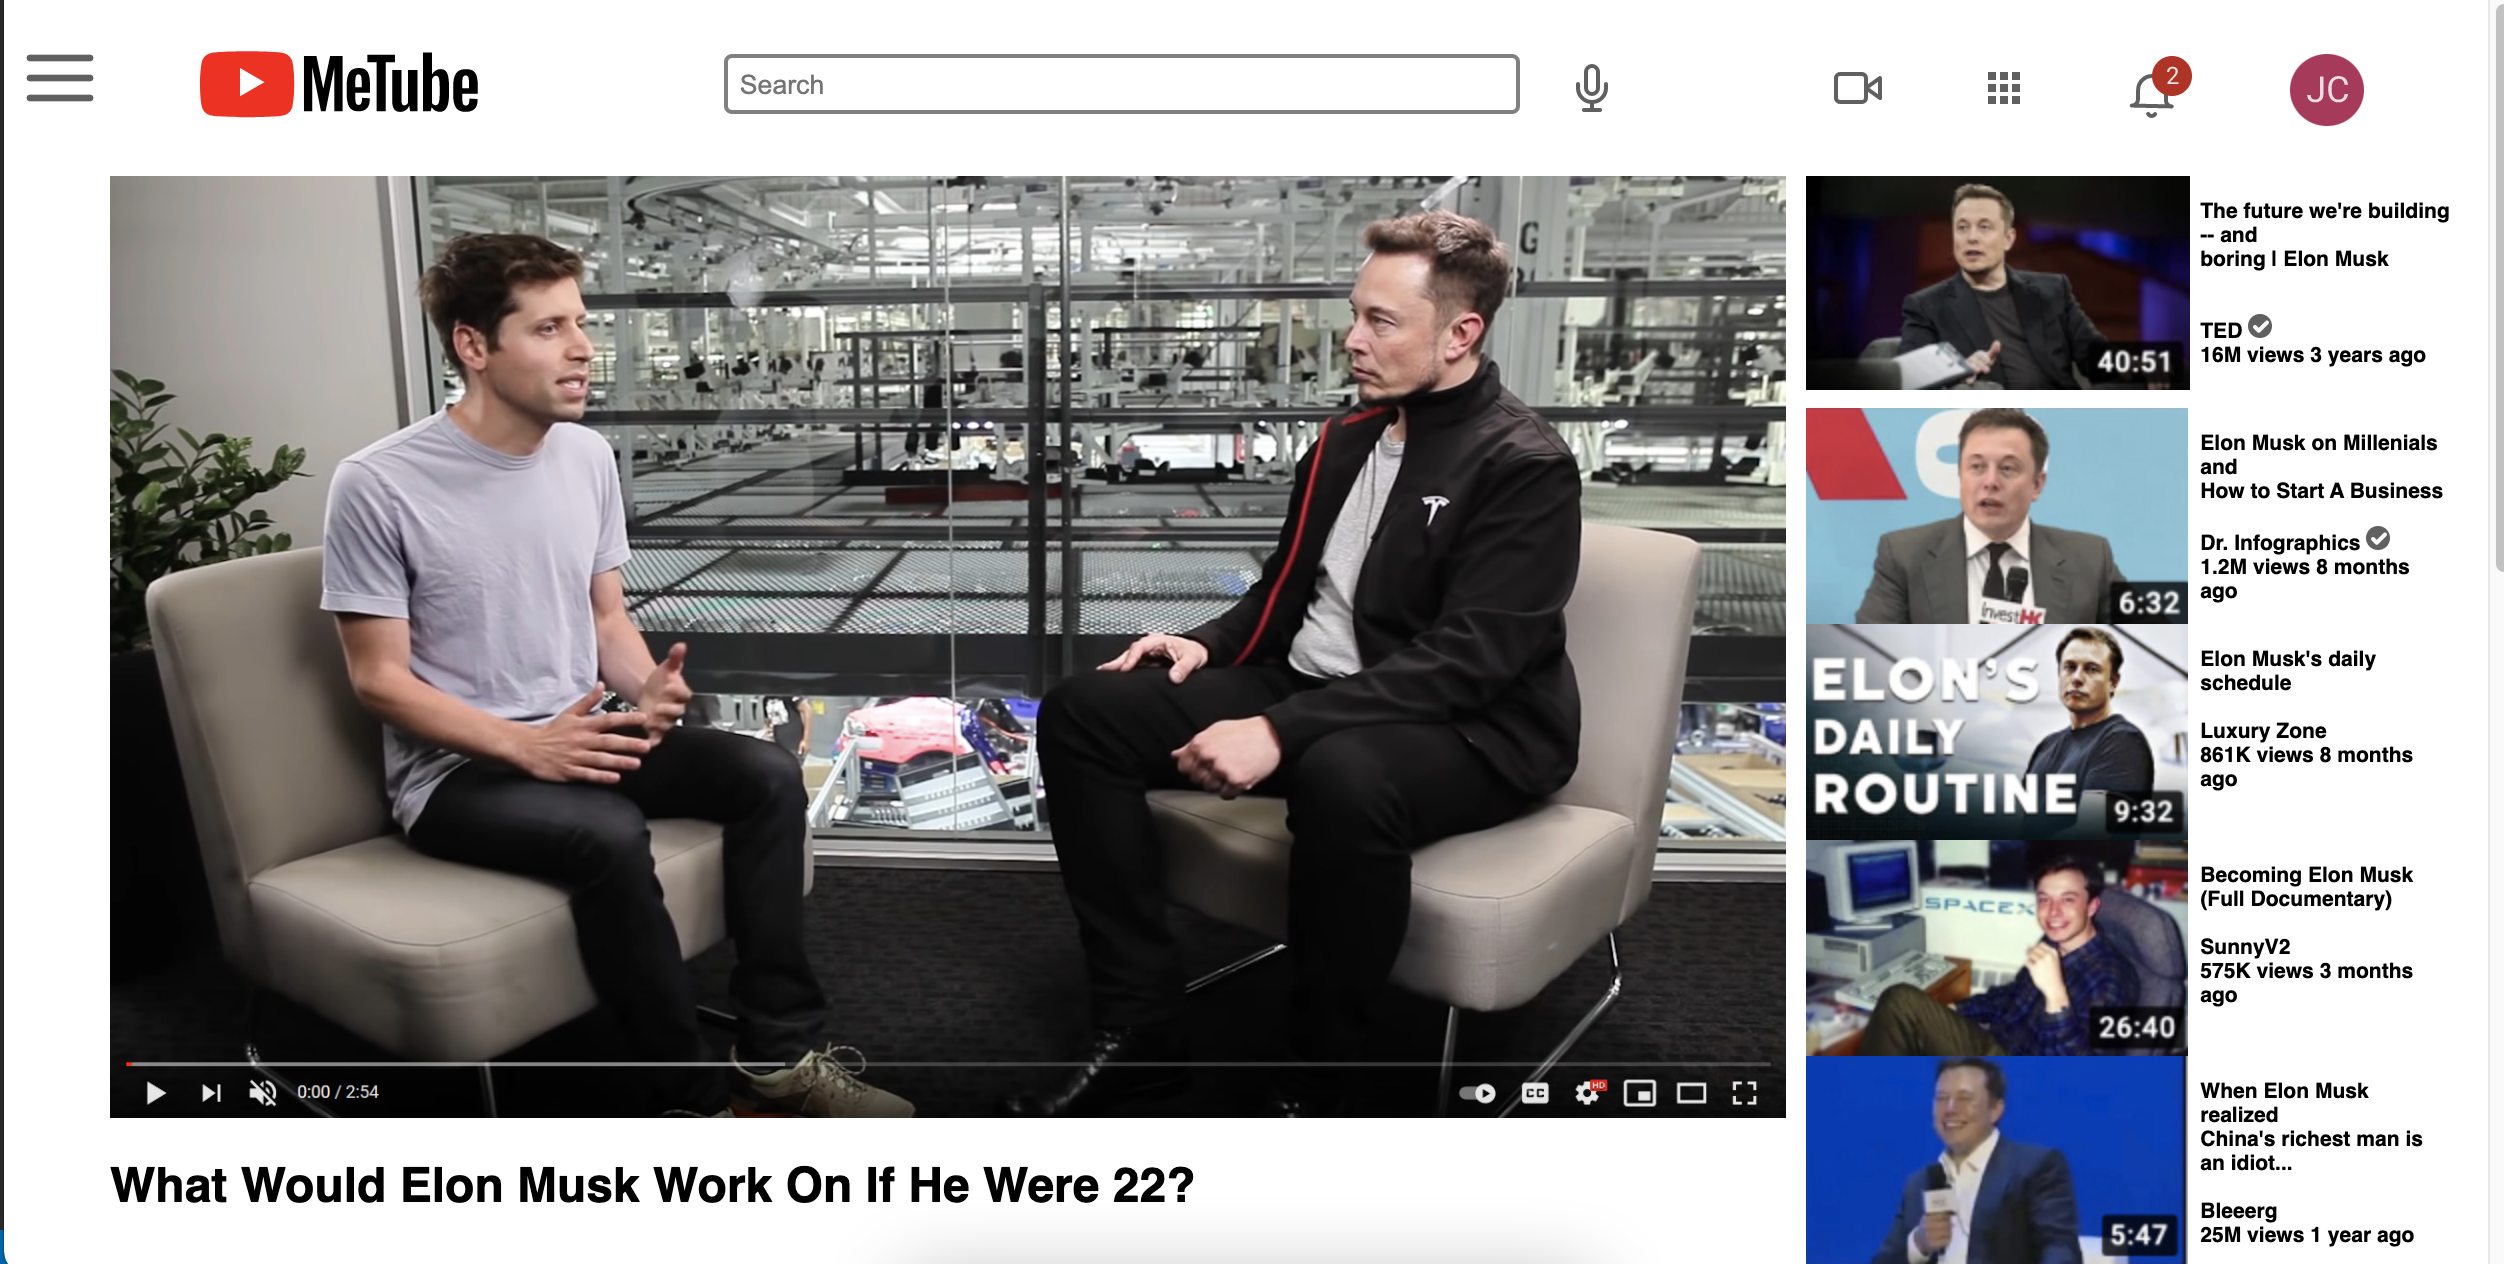 MeTube
Search
2
JC
G
T
0:00 / 2:54
CC
HD
What Would Elon Musk Work On If He Were 22?
40:51
The future we're building
-- and
boring | Elon Musk
TED
16M views 3 years ago
InvestHK
6:32
Elon Musk on Millenials
and
How to Start A Business
Dr. Infographics
1.2M views 8 months
ago
ELON'S
DAILY
ROUTINE
9:32
Elon Musk's daily
schedule
Luxury Zone
861K views 8 months
ago
SPACEX
26:40
Becoming Elon Musk
(Full Documentary)
SunnyV2
575K views 3 months
ago
5:47
When Elon Musk
realized
China's richest man is
an idiot...
Bleeerg
25M views 1 year ago